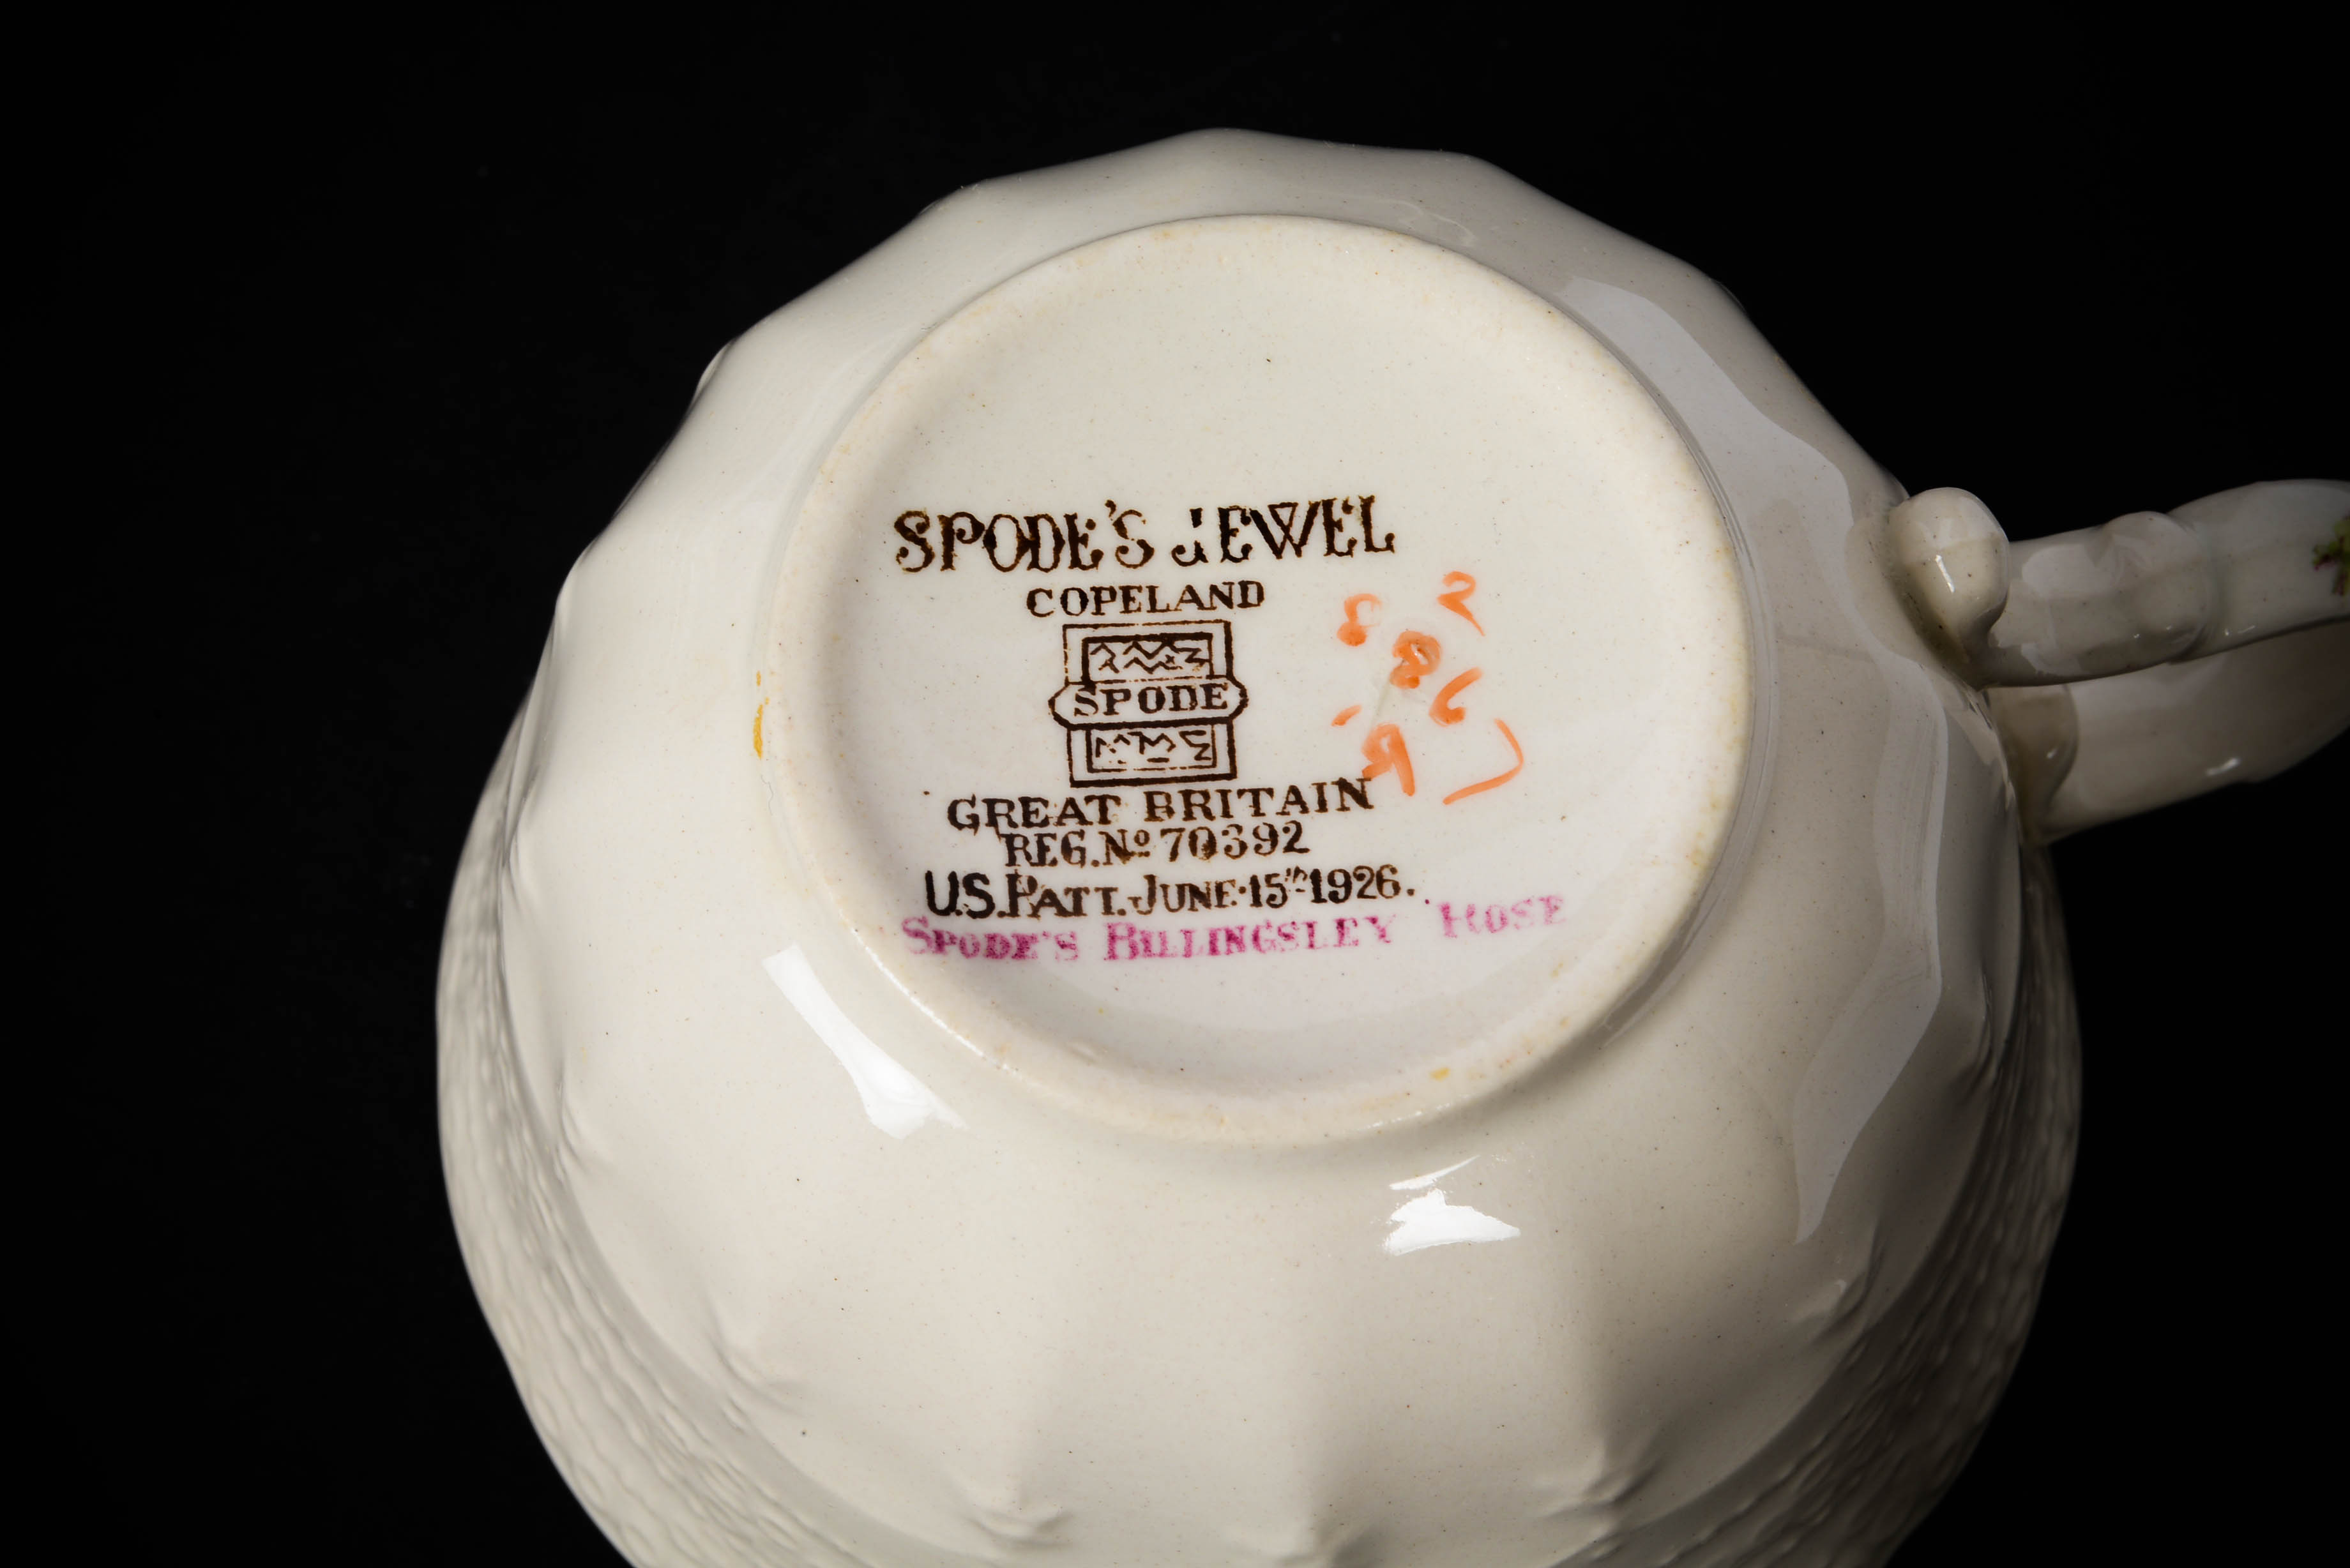 SPODE'S JEWEL
COPELAND
SPODE
GREAT BRITAIN
REG. No 70392
U.S. PATT. JUNE·15th 1926.
SPODE'S BILLINGSLEY ROSE